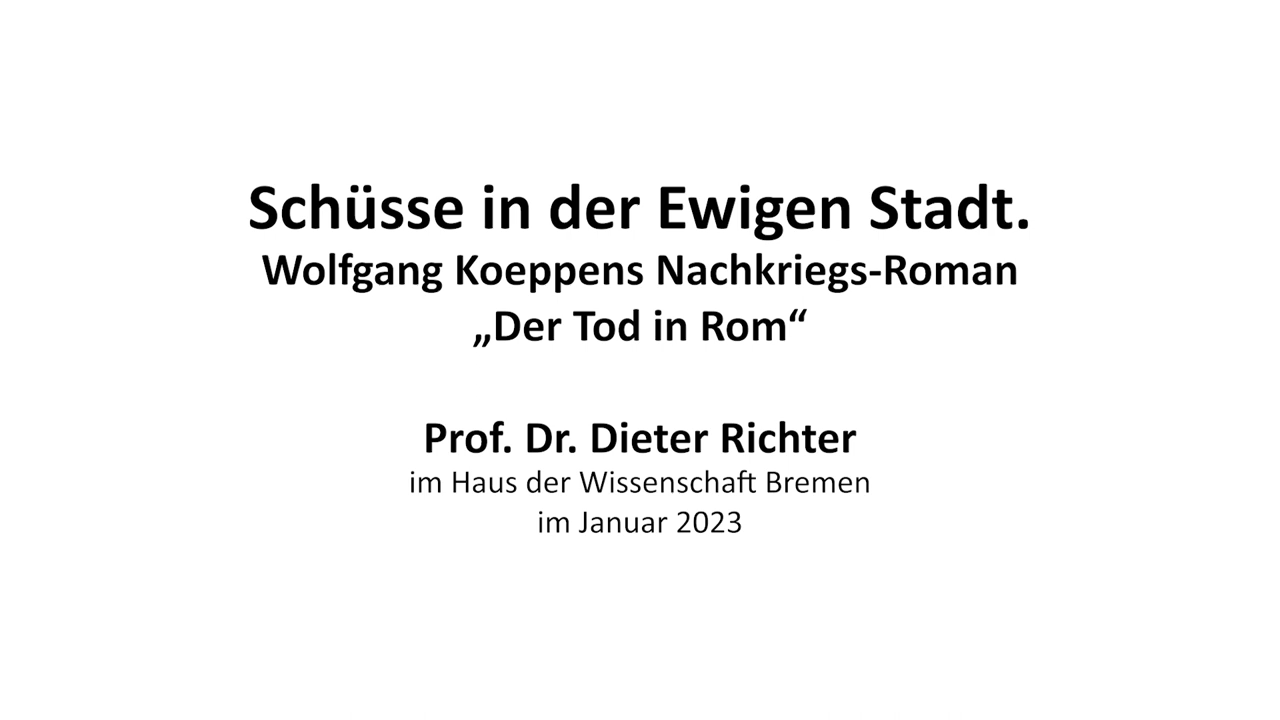 Schüsse in der Ewigen Stadt.
Wolfgang Koeppens Nachkriegs-Roman
„Der Tod in Rom“
Prof. Dr. Dieter Richter
im Haus der Wissenschaft Bremen
im Januar 2023